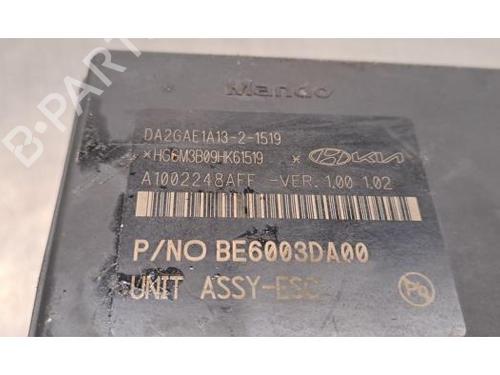 Mando
DA2GAE1A13-2-1519
*HG6M3B09HK61519 * HYUNDAI KIA
A1002248AFF -VER. 1.00 1.02
P/NO BE6003DA00
UNIT ASSY-ESC
Pb
B-PARTS